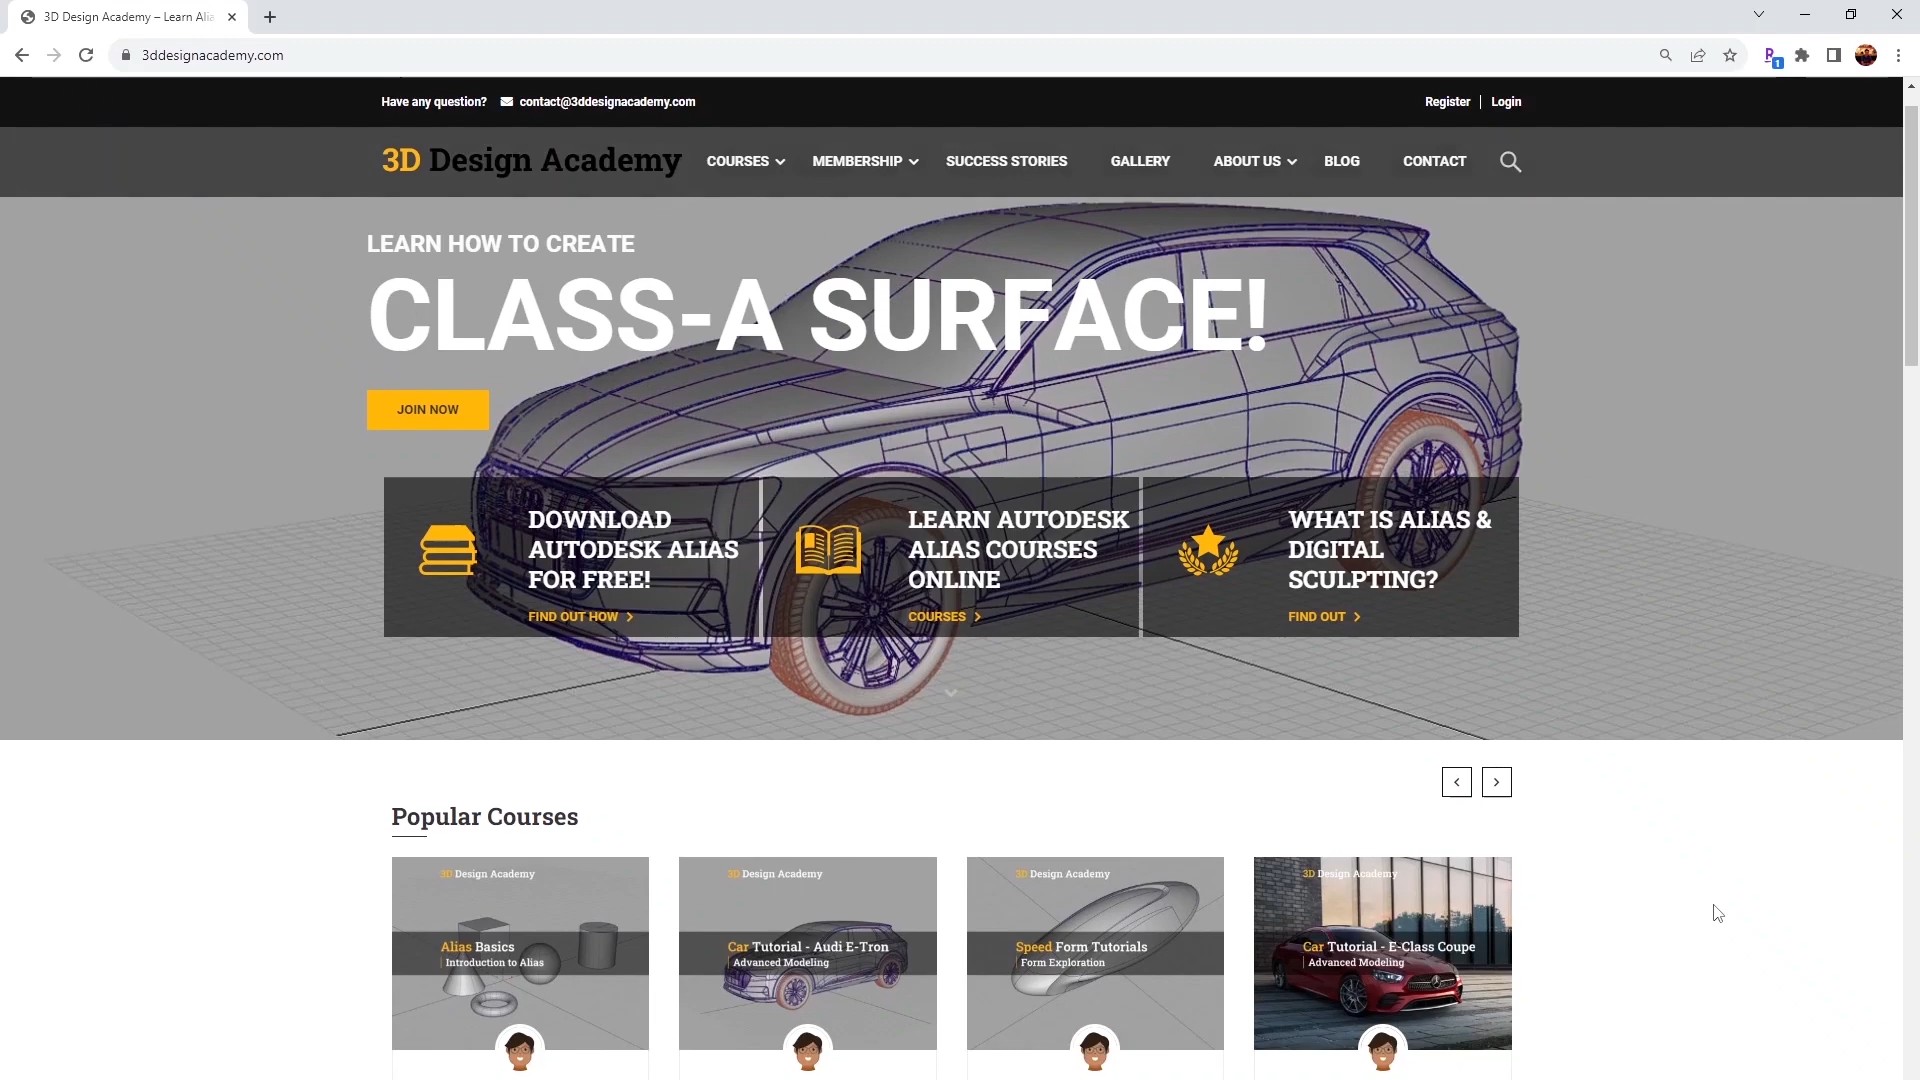 3D Design Academy – Learn Alia
3ddesignacademy.com
1
Have any question? contact@3ddesignacademy.com
Register | Login
3D Design Academy
COURSES MEMBERSHIP SUCCESS STORIES GALLERY ABOUT US BLOG CONTACT
LEARN HOW TO CREATE
CLASS-A SURFACE!
JOIN NOW
DOWNLOAD
AUTODESK ALIAS
FOR FREE!
FIND OUT HOW
LEARN AUTODESK
ALIAS COURSES
ONLINE
COURSES
WHAT IS ALIAS &
DIGITAL
SCULPTING?
FIND OUT
Popular Courses
3D Design Academy
Alias Basics
Introduction to Alias
3D Design Academy
Car Tutorial - Audi E-Tron
Advanced Modeling
3D Design Academy
Speed Form Tutorials
Form Exploration
3D Design Academy
Car Tutorial - E-Class Coupe
Advanced Modeling